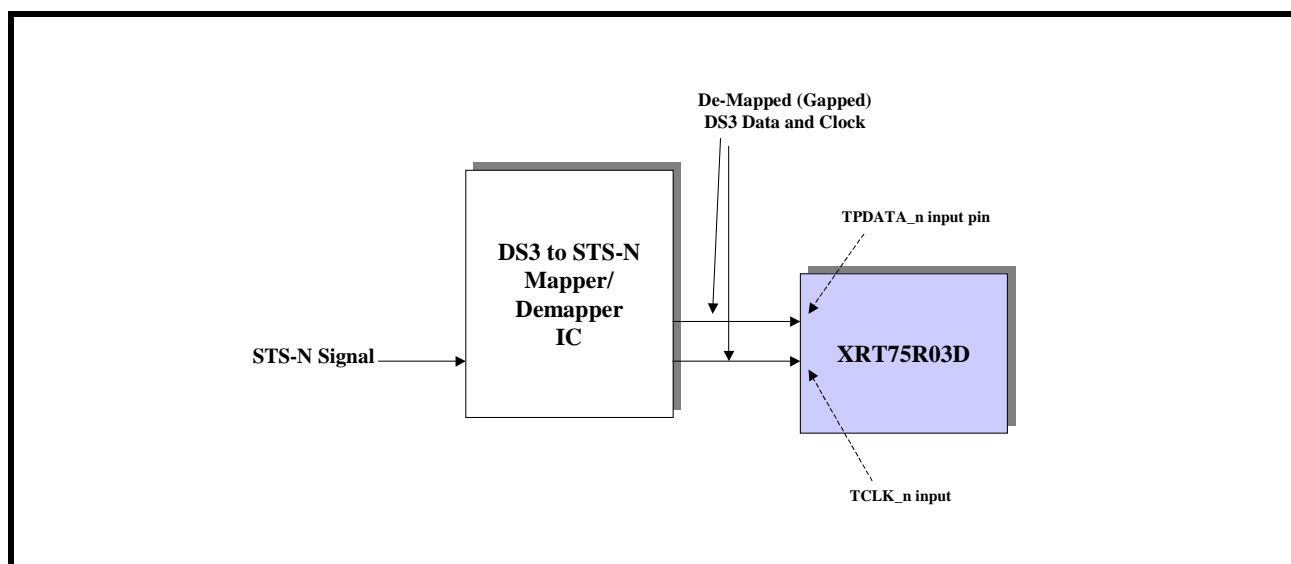 De-Mapped (Gapped)
DS3 Data and Clock
TPDATA_n input pin
DS3 to STS-N
Mapper/
Demapper
IC
STS-N Signal
XRT75R03D
TCLK_n input